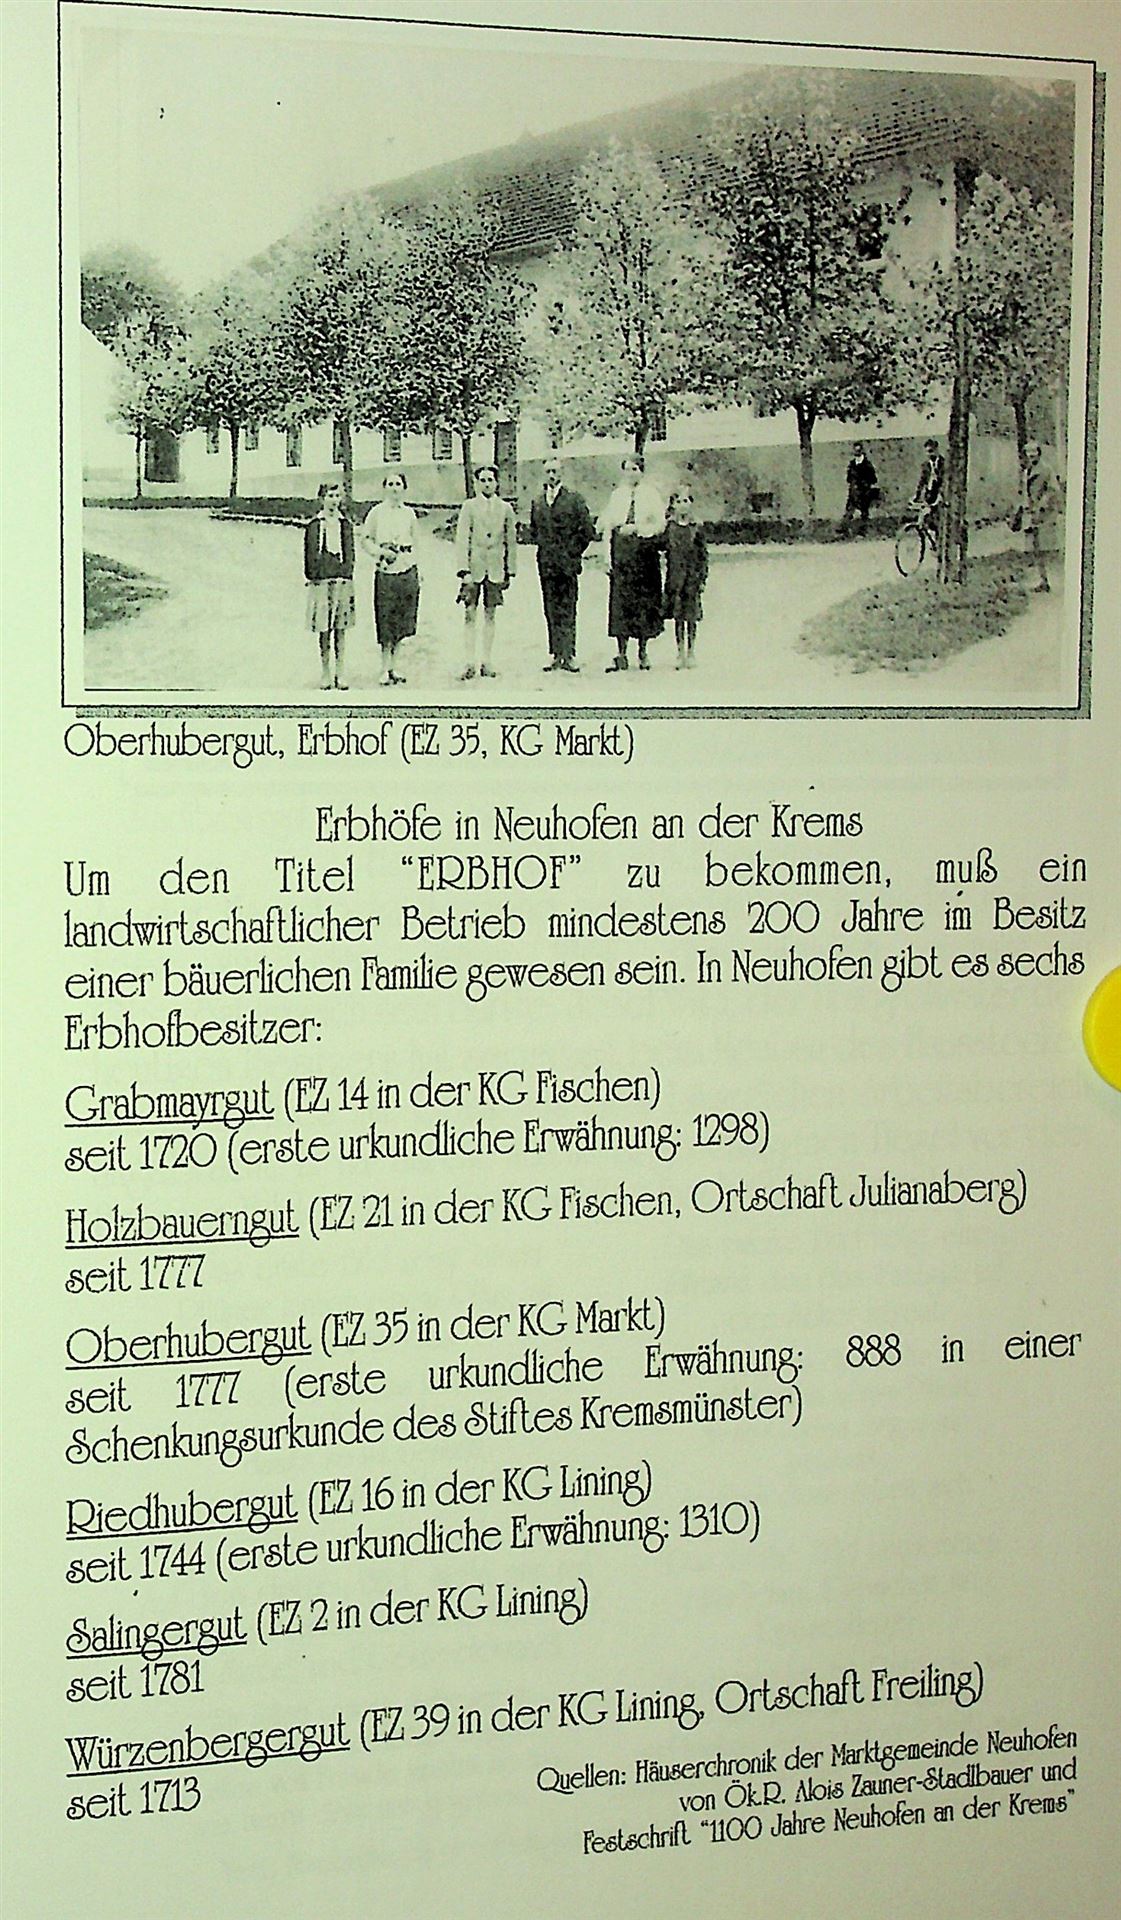 Oberhubergut, Erbhof (EZ 35, KG Markt)
Erbhöfe in Neuhofen an der Krems
Um den Titel “ERBHOF” zu bekommen, muß ein
landwirtschaftlicher Betrieb mindestens 200 Jahre im Besitz
einer bäuerlichen Familie gewesen sein. In Neuhofen gibt es sechs
Erbhofbesitzer:
Grabmayrgut (EZ 14 in der KG Fischen)
seit 1720 (erste urkundliche Erwähnung: 1298)
Holzbauerngut (EZ 21 in der KG Fischen, Ortschaft Julianaberg)
seit 1777
Oberhubergut (EZ 35 in der KG Markt)
seit 1777 (erste urkundliche Erwähnung: 888 in einer
Schenkungsurkunde des Stiftes Kremsmünster)
Riedhubergut (EZ 16 in der KG Lining)
seit 1744 (erste urkundliche Erwähnung: 1310)
Salingergut (EZ 2 in der KG Lining)
seit 1781
Würzenbergergut (EZ 39 in der KG Lining, Ortschaft Freiling)
seit 1713
Quellen: Häuserchronik der Marktgemeinde Neuhofen
von Ök.R. Alois Zauner-Stadlbauer und
Festschrift “1100 Jahre Neuhofen an der Krems”